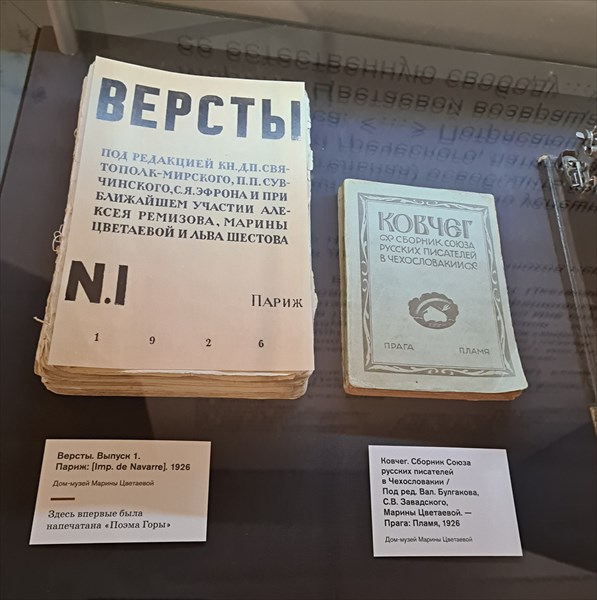 ВЕРСТЫ
ПОД РЕДАКЦИЕЙ КН. Д.П. СВЯ-
ТОПОЛК-МИРСКОГО, П.П. СУВ-
ЧИНСКОГО, С.Я. ЭФРОНА И ПРИ
БЛИЖАЙШЕМ УЧАСТИИ АЛЕ-
КСЕЯ РЕМИЗОВА, МАРИНЫ
ЦВЕТАЕВОЙ И ЛЬВА ШЕСТОВА
N.I
ПАРИЖ
1 9 2 6
КОВЧЕГ
СБОРНИК СОЮЗА
РУССКИХ ПИСАТЕЛЕЙ
В ЧЕХОСЛОВАКИИ
ПРАГА ПЛАМЯ
Версты. Выпуск 1.
Париж: [Imp. de Navarre]. 1926
Дом-музей Марины Цветаевой
Здесь впервые была
напечатана «Поэма Горы»
Ковчег. Сборник Союза
русских писателей
в Чехословакии /
Под ред. Вал. Булгакова,
С.В. Завадского,
Марины Цветаевой. —
Прага: Пламя, 1926
Дом-музей Марины Цветаевой